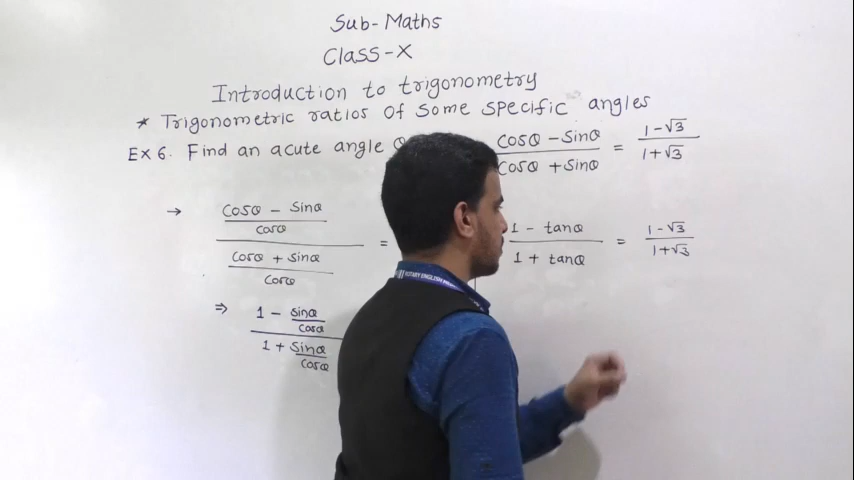 Sub-Maths
Class-X
Introduction to trigonometry
* Trigonometric ratios of some specific angles
Ex 6. Find an acute angle θ (cosθ - sinθ)/(cosθ + sinθ) = (1-√3)/(1+√3)
→ ((cosθ - sinθ)/cosθ)/((cosθ + sinθ)/cosθ) =
(1 - tanθ)/(1 + tanθ) = (1-√3)/(1+√3)
⇒ (1 - sinθ/cosθ)/(1 + sinθ/cosθ)